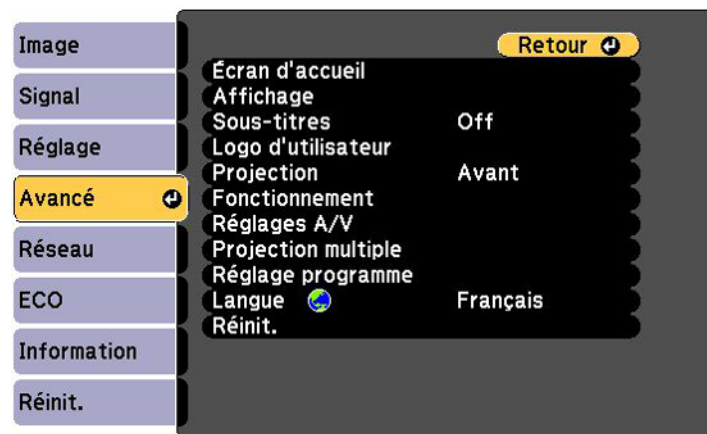 Image
Signal
Réglage
Avancé
Réseau
ECO
Information
Réinit.
Retour
Écran d'accueil
Affichage
Sous-titres Off
Logo d'utilisateur
Projection Avant
Fonctionnement
Réglages A/V
Projection multiple
Réglage programme
Langue Français
Réinit.